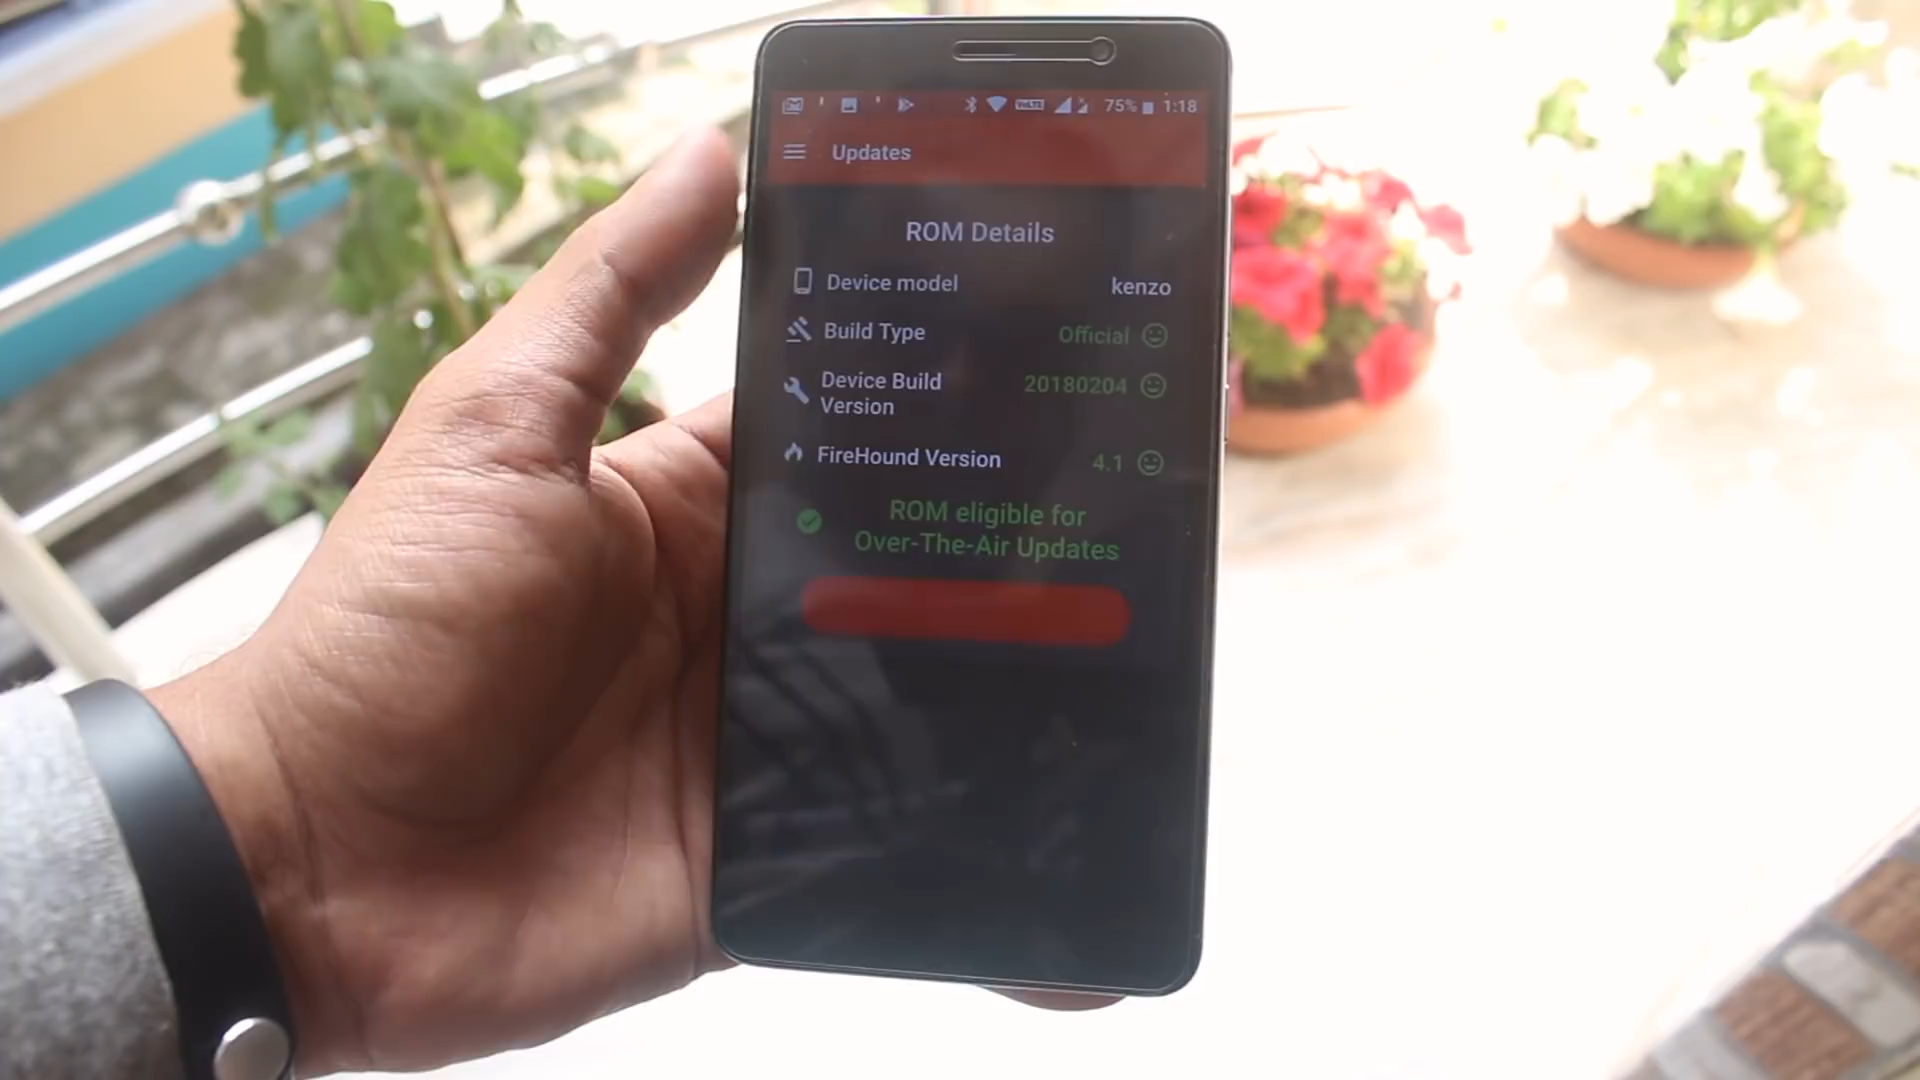 VoLTE 75% 1:18
Updates
ROM Details
Device model kenzo
Build Type Official
Device Build
Version 20180204
FireHound Version 4.1
ROM eligible for
Over-The-Air Updates